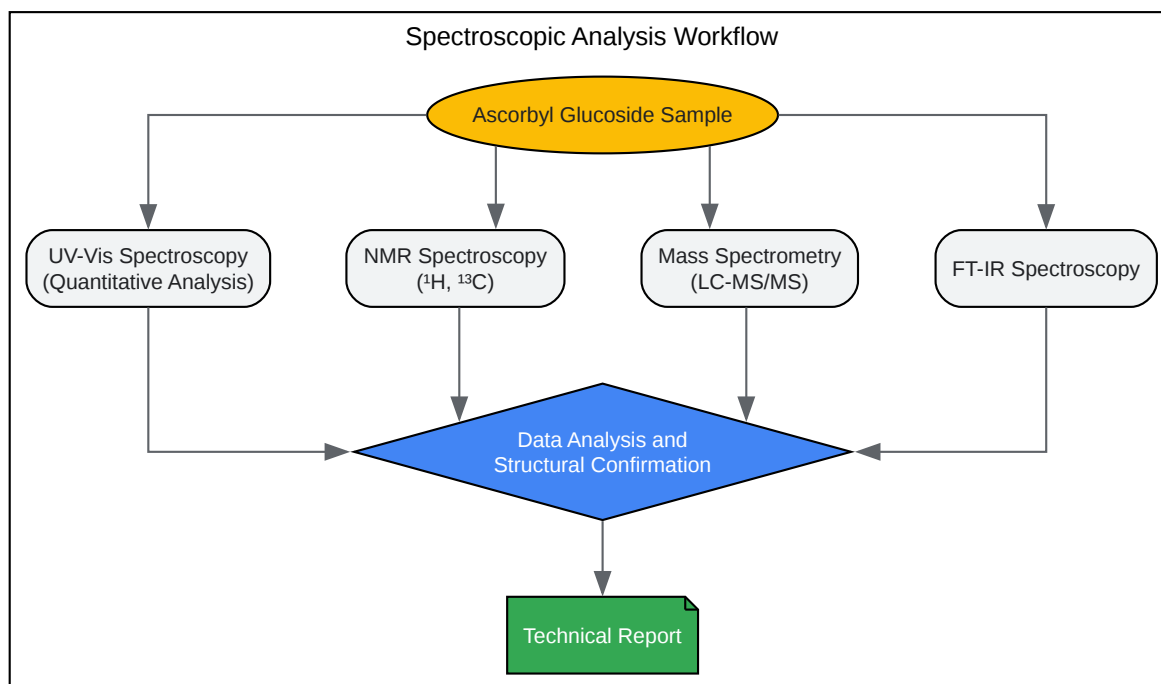 Spectroscopic Analysis Workflow
Ascorbyl Glucoside Sample
UV-Vis Spectroscopy
(Quantitative Analysis)
NMR Spectroscopy
(¹H, ¹³C)
Mass Spectrometry
(LC-MS/MS)
FT-IR Spectroscopy
Data Analysis and
Structural Confirmation
Technical Report